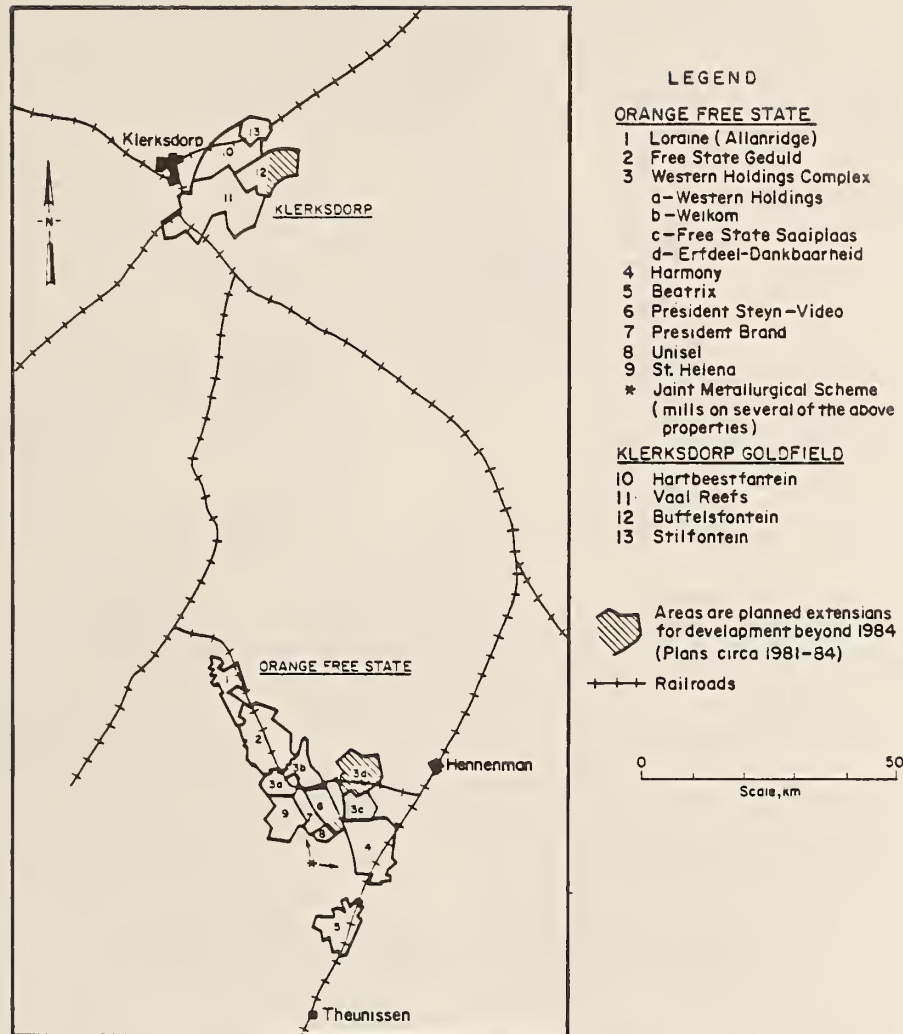 Klerksdorp
13
10
12
11
KLERKSDORP
-N-
ORANGE FREE STATE
1
2
3b
3a
3d
6
3c
9
7
8
4
*
5
Hennenman
Theunissen
LEGEND
ORANGE FREE STATE
1 Loraine (Allanridge)
2 Free State Geduld
3 Western Holdings Complex
a-Western Holdings
b-Welkom
c-Free State Saaiplaas
d-Erfdeel-Dankbaarheid
4 Harmony
5 Beatrix
6 President Steyn-Video
7 President Brand
8 Unisel
9 St. Helena
* Joint Metallurgical Scheme
(mills on several of the above
properties)
KLERKSDORP GOLDFIELD
10 Hartbeestfantein
11 Vaal Reefs
12 Buffelsfontein
13 Stilfontein
Areas are planned extensions
for development beyond 1984
(Plans circa 1981-84)
Railroads
0 50
Scale, km